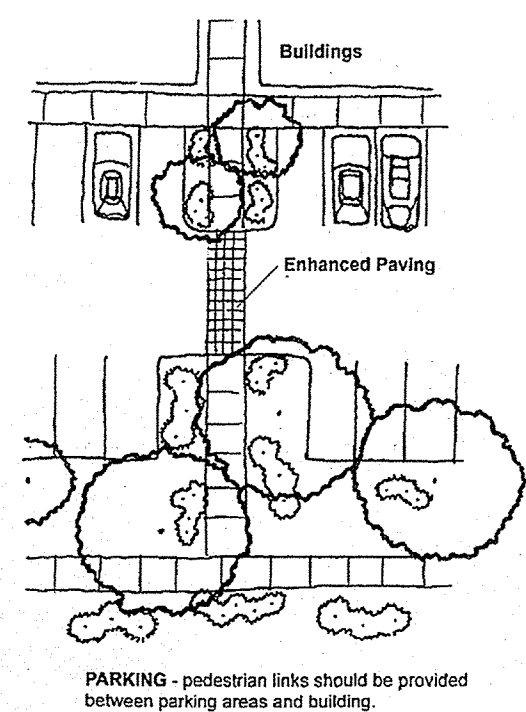 Buildings
Enhanced Paving
PARKING - pedestrian links should be provided
between parking areas and building.